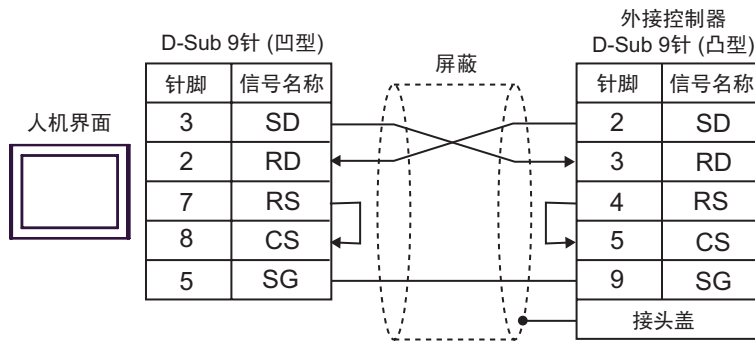 外接控制器
D-Sub 9针 (凹型)
D-Sub 9针 (凸型)
屏蔽
人机界面
针脚 信号名称 针脚 信号名称
3 SD 2 SD
2 RD 3 RD
7 RS 4 RS
8 CS 5 CS
5 SG 9 SG
接头盖